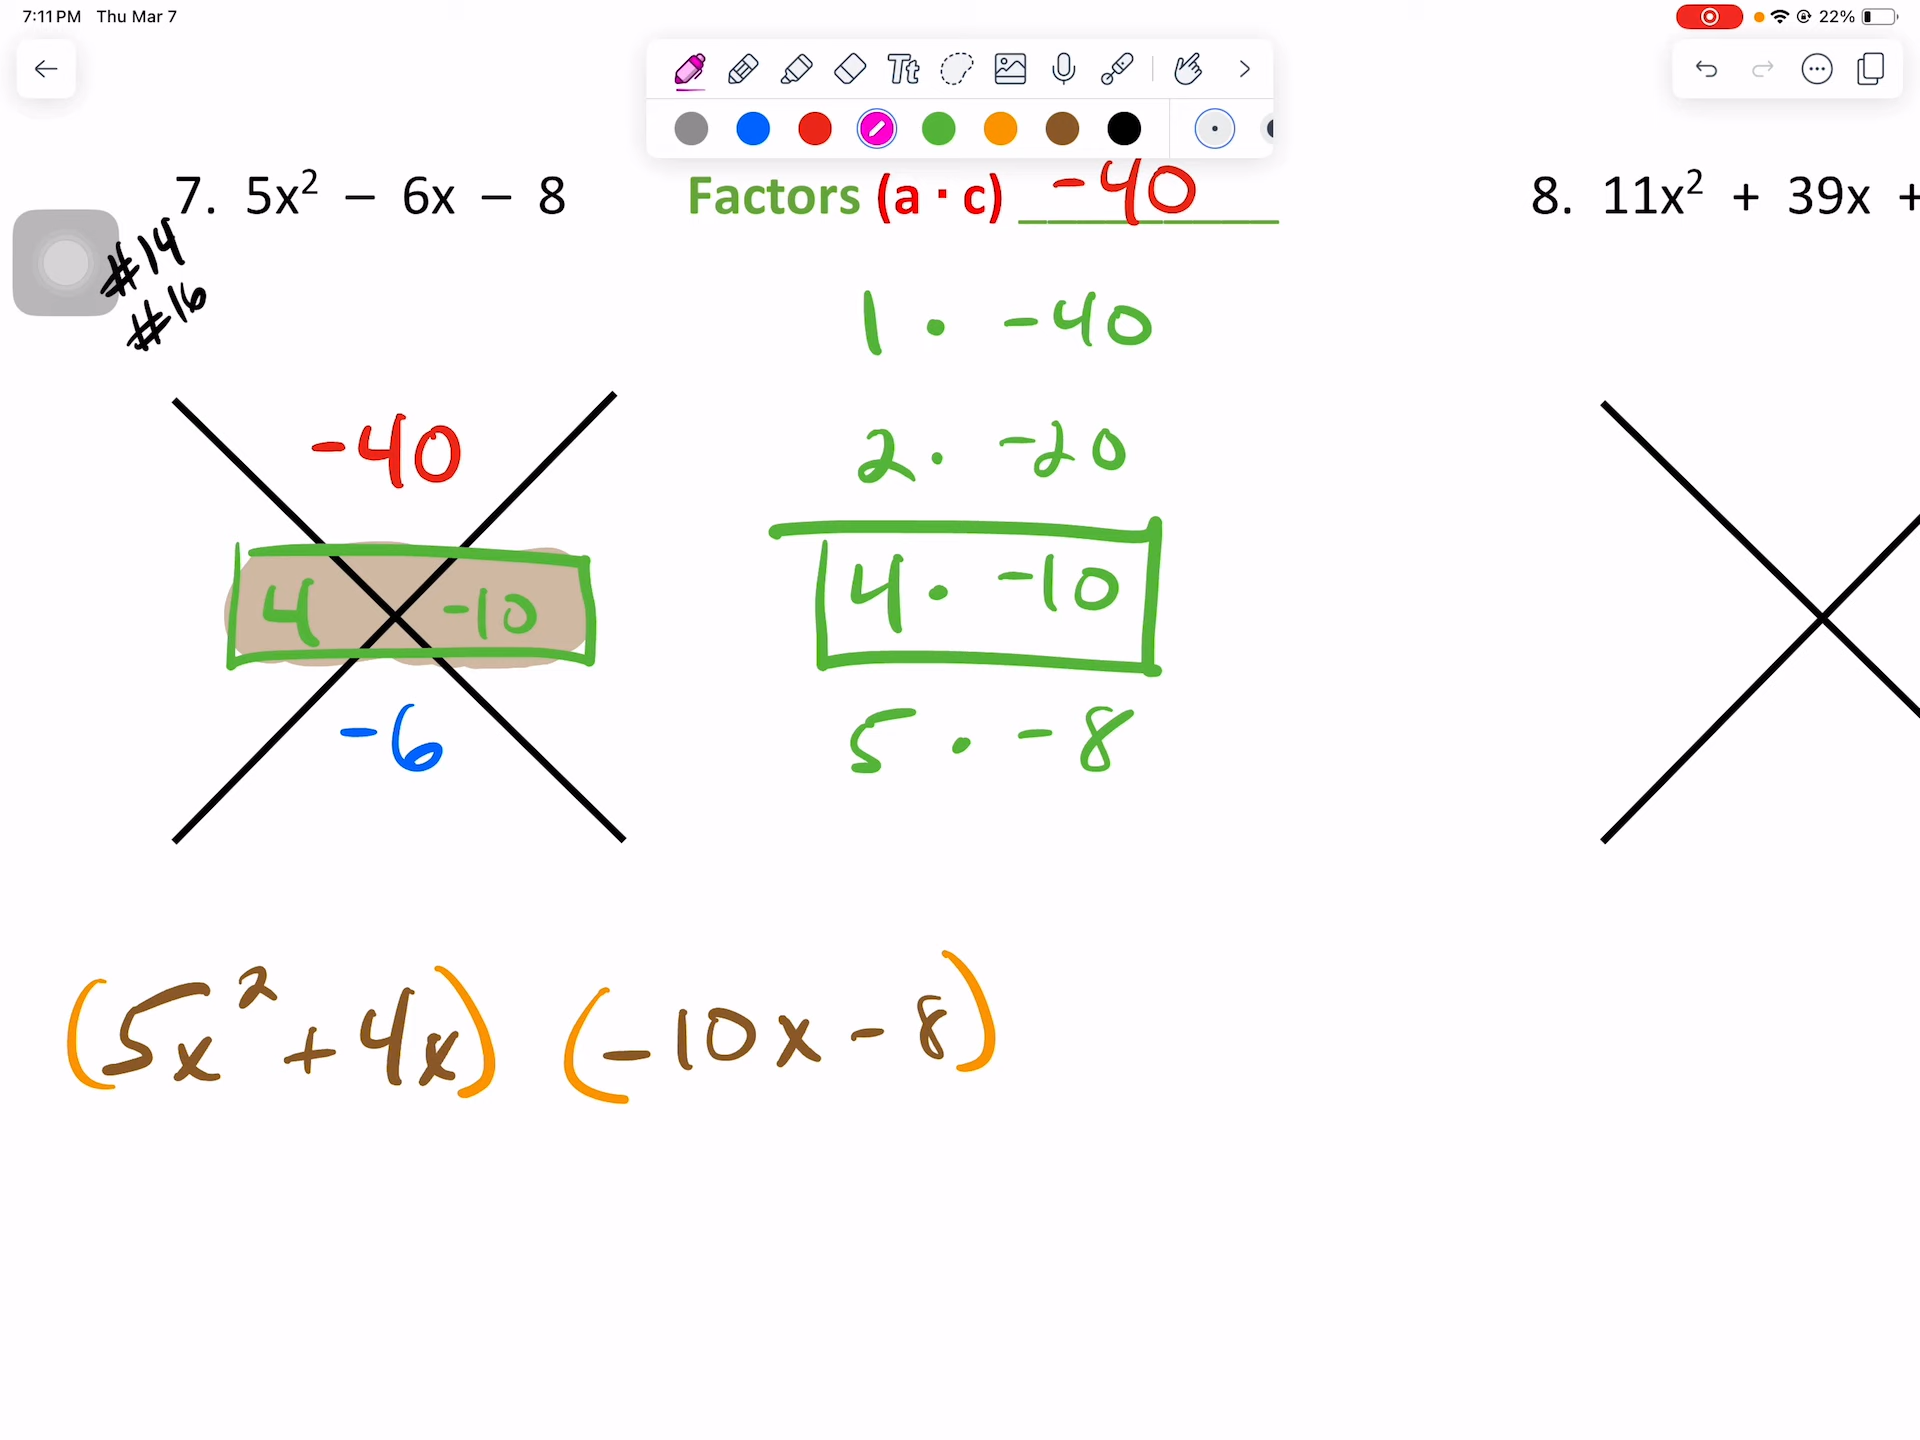 7:11 PM Thu Mar 7
22%
Tt
7. 5x² − 6x − 8
Factors (a · c) -40
8. 11x² + 39x +
#14
#16
1 · -40
-40
2 · -20
4 -10
4 · -10
-6
5 · -8
(5x² + 4x) (-10x - 8)